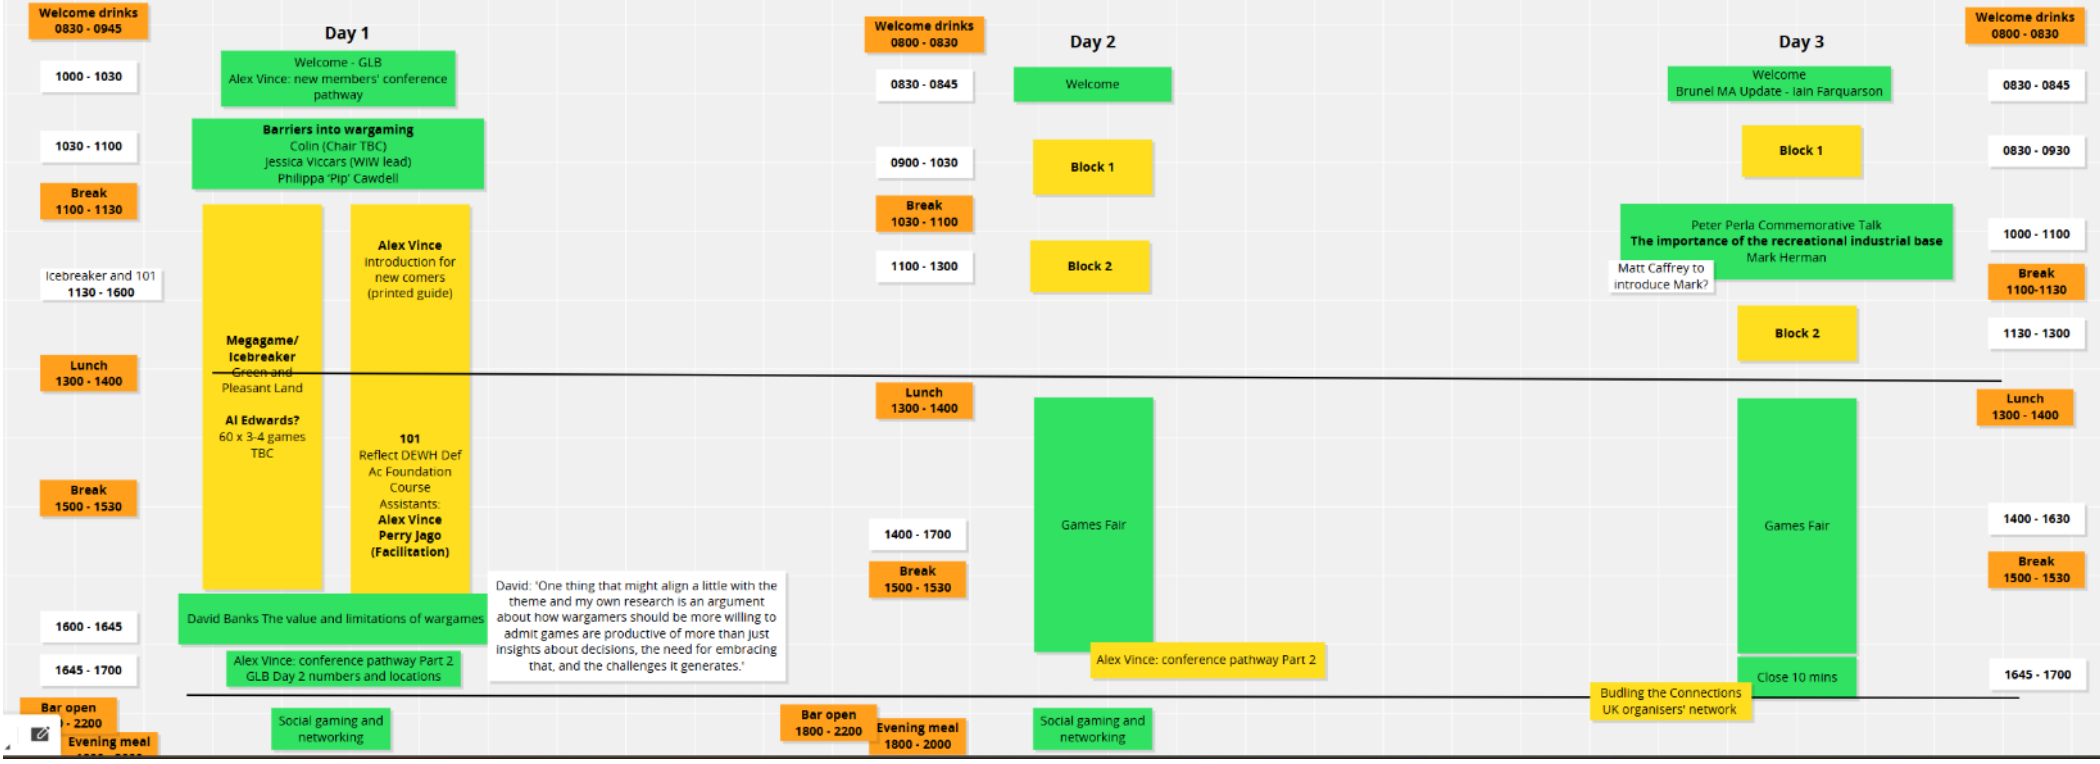 Welcome drinks
0830 - 0945
Day 1
Welcome - GLB
Alex Vince: new members' conference
pathway
1000 - 1030
Barriers into wargaming
Colin (Chair TBC)
Jessica Viccars (WIW lead)
Philippa 'Pip' Cawdell
1030 - 1100
Break
1100 - 1130
Icebreaker and 101
1130 - 1600
Megagame/
Icebreaker
Green and
Pleasant Land
Al Edwards?
60 x 3-4 games
TBC
Alex Vince
introduction for
new comers
(printed guide)
101
Reflect DEWH Def
Ac Foundation
Course
Assistants:
Alex Vince
Perry Jago
(Facilitation)
Lunch
1300 - 1400
Break
1500 - 1530
1600 - 1645
David Banks The value and limitations of wargames
David: 'One thing that might align a little with the
theme and my own research is an argument
about how wargamers should be more willing to
admit games are productive of more than just
insights about decisions, the need for embracing
that, and the challenges it generates.'
1645 - 1700
Alex Vince: conference pathway Part 2
GLB Day 2 numbers and locations
Bar open
- 2200
Evening meal
Social gaming and
networking
Welcome drinks
0800 - 0830
Day 2
0830 - 0845
Welcome
0900 - 1030
Block 1
Break
1030 - 1100
1100 - 1300
Block 2
Lunch
1300 - 1400
Games Fair
1400 - 1700
Break
1500 - 1530
Alex Vince: conference pathway Part 2
Bar open
1800 - 2200
Evening meal
1800 - 2000
Social gaming and
networking
Day 3
Welcome drinks
0800 - 0830
Welcome
Brunel MA Update - Iain Farquarson
0830 - 0845
Block 1
0830 - 0930
Peter Perla Commemorative Talk
The importance of the recreational industrial base
Mark Herman
Matt Caffrey to
introduce Mark?
1000 - 1100
Break
1100-1130
Block 2
1130 - 1300
Lunch
1300 - 1400
Games Fair
1400 - 1630
Break
1500 - 1530
Close 10 mins
1645 - 1700
Budling the Connections
UK organisers' network